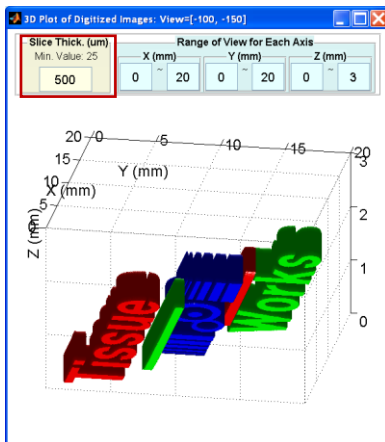 3D Plot of Digitized Images: View=[-100, -150]
Slice Thick. (um)
Min. Value: 25
500
Range of View for Each Axis
X (mm)
0 ~ 20
Y (mm)
0 ~ 20
Z (mm)
0 ~ 3
20
15
10
5
X (mm)
0
5
10
15
20
Y (mm)
3
2
1
0
Z (mm)
Tissue
Works